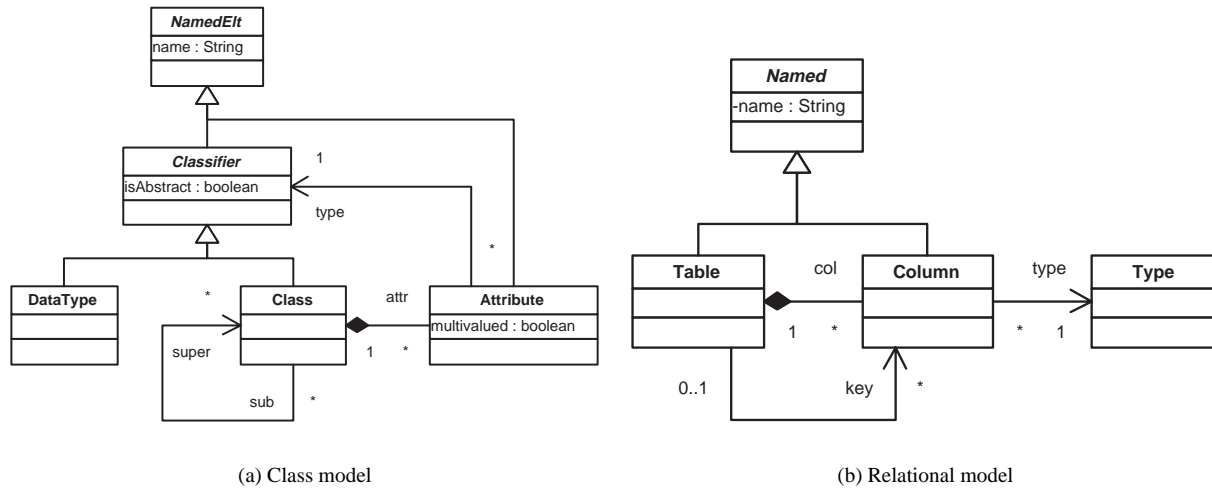 NamedElt
name : String
Classifier
isAbstract : boolean
1
type
*
DataType
*
Class
attr
Attribute
multivalued : boolean
super
1
*
sub
*
(a) Class model
Named
-name : String
Table
col
Column
type
Type
1
*
*
1
0..1
key
*
(b) Relational model